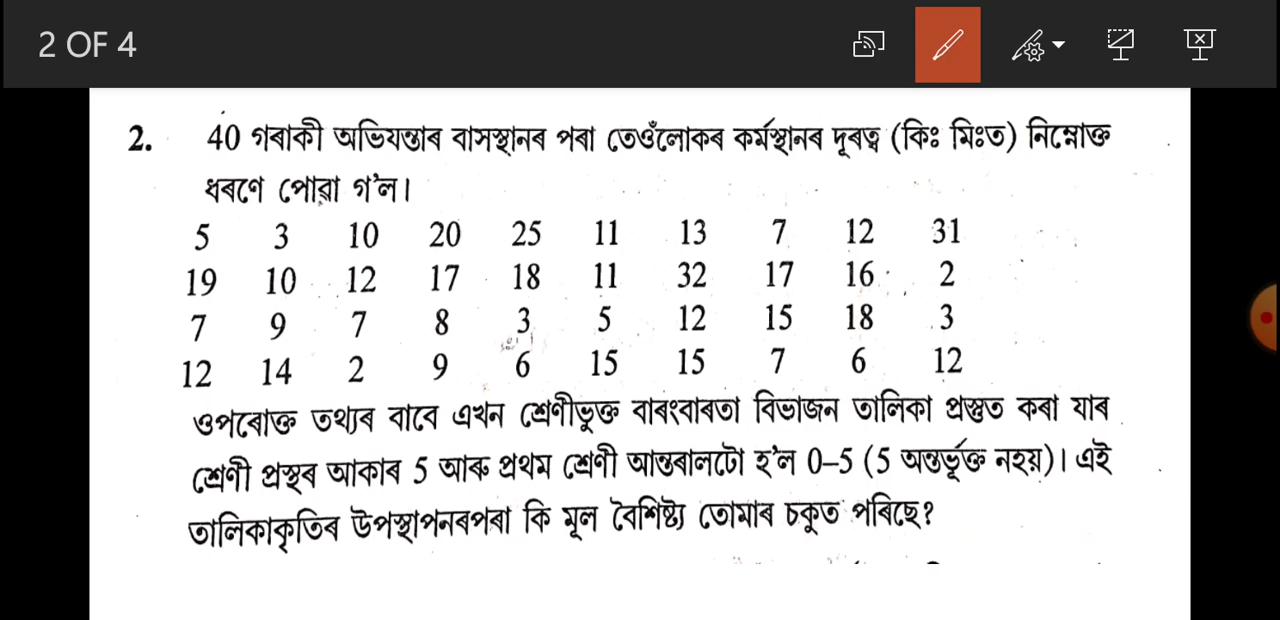 2 OF 4
2. 40 গৰাকী অভিযন্তাৰ বাসস্থানৰ পৰা তেওঁলোকৰ কৰ্মস্থানৰ দূৰত্ব (কিঃ মিঃত) নিম্নোক্ত
ধৰণে পোৱা গ'ল।
5 3 10 20 25 11 13 7 12 31
19 10 12 17 18 11 32 17 16 2
7 9 7 8 3 5 12 15 18 3
12 14 2 9 6 15 15 7 6 12
ওপৰোক্ত তথ্যৰ বাবে এখন শ্ৰেণীভুক্ত বাৰংবাৰতা বিভাজন তালিকা প্ৰস্তুত কৰা যাৰ
শ্ৰেণী প্ৰস্থৰ আকাৰ 5 আৰু প্ৰথম শ্ৰেণী আন্তৰালটো হ'ল 0–5 (5 অন্তৰ্ভূক্ত নহয়)। এই
তালিকাকৃতিৰ উপস্থাপনৰপৰা কি মূল বৈশিষ্ট্য তোমাৰ চকুত পৰিছে?